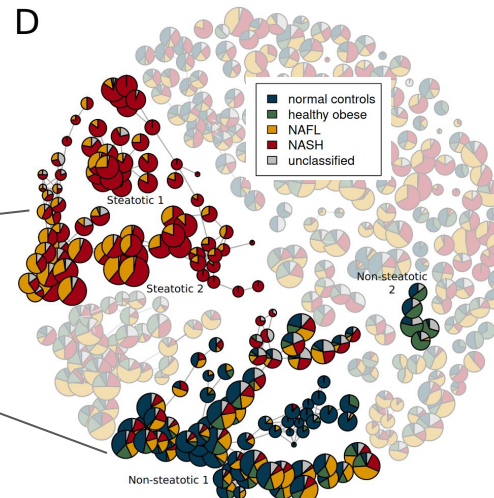 D
normal controls
healthy obese
NAFL
NASH
unclassified
Steatotic 1
Non-steatotic
2
Steatotic 2
Non-steatotic 1